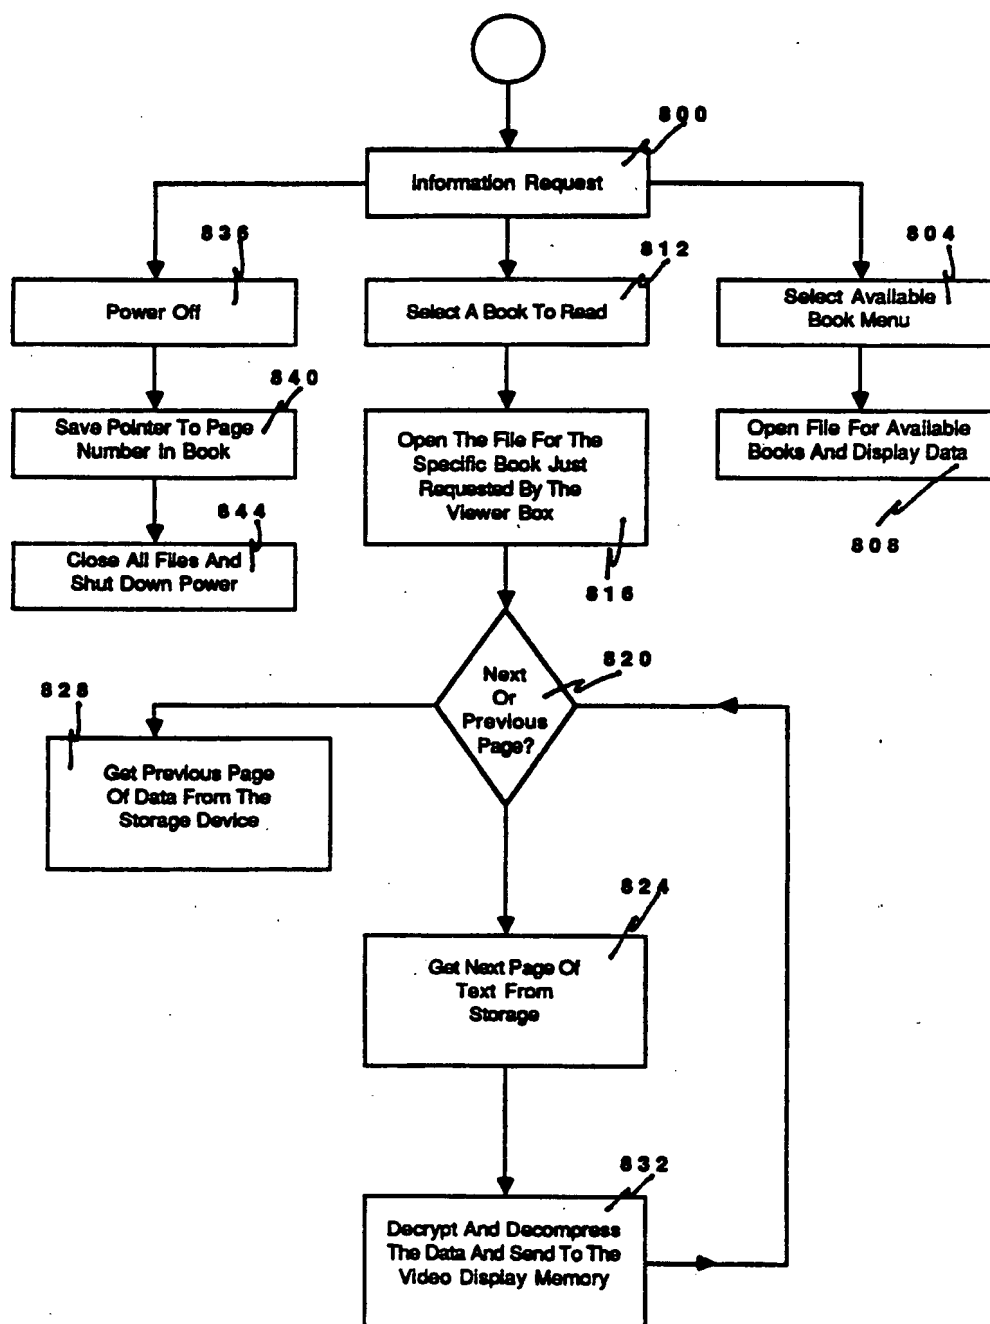 800
Information Request
836
812
804
Power Off
Select A Book To Read
Select Available
Book Menu
840
Save Pointer To Page
Number In Book
Open The File For The
Specific Book Just
Requested By The
Viewer Box
816
Open File For Available
Books And Display Data
808
844
Close All Files And
Shut Down Power
820
Next
Or
Previous
Page?
828
Get Previous Page
Of Data From The
Storage Device
824
Get Next Page Of
Text From
Storage
832
Decrypt And Decompress
The Data And Send To The
Video Display Memory